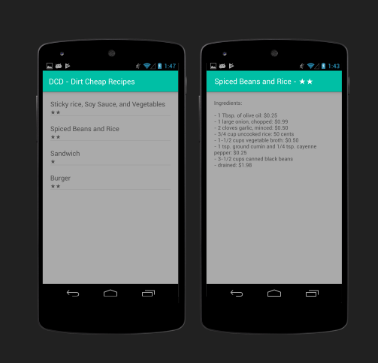 1:47
DCD - Dirt Cheap Recipes
Sticky rice, Soy Sauce, and Vegetables
★★
Spiced Beans and Rice
★★
Sandwich
★
Burger
★★
1:43
Spiced Beans and Rice - ★★
Ingredients:
- 1 Tbsp. of olive oil: $0.25
- 1 large onion, chopped: $0.99
- 2 cloves garlic, minced: $0.50
- 3/4 cup uncooked rice: 50 cents
- 1-1/2 cups vegetable broth: $0.98
- 1 tsp. ground cumin and 1/4 tsp. cayenne
pepper: $0.25
- 3-1/2 cups canned black beans
- drained: $1.98